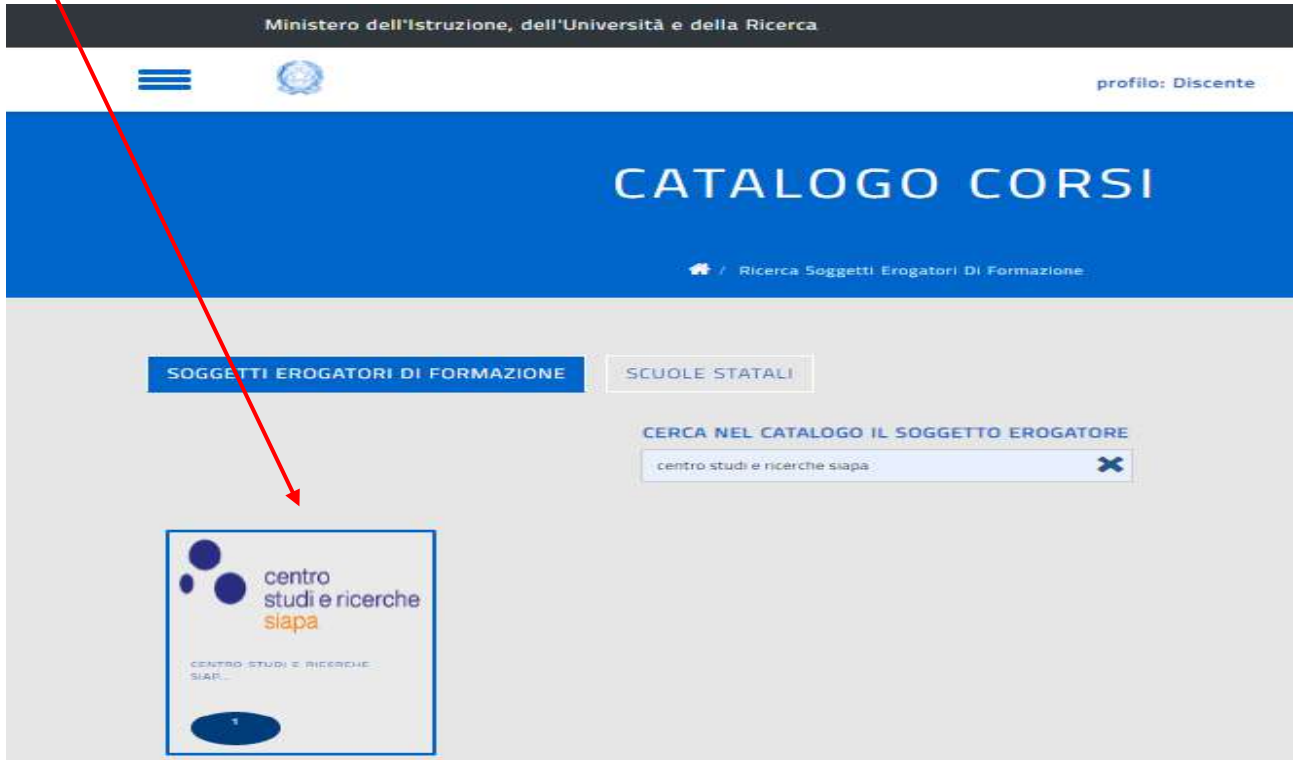 Ministero dell'Istruzione, dell'Università e della Ricerca
profilo: Discente
CATALOGO CORSI
/ Ricerca Soggetti Erogatori Di Formazione
SOGGETTI EROGATORI DI FORMAZIONE
SCUOLE STATALI
CERCA NEL CATALOGO IL SOGGETTO EROGATORE
centro studi e ricerche siapa
centro
studi e ricerche
siapa
CENTRO STUDI E RICERCHE
SIAP...
1